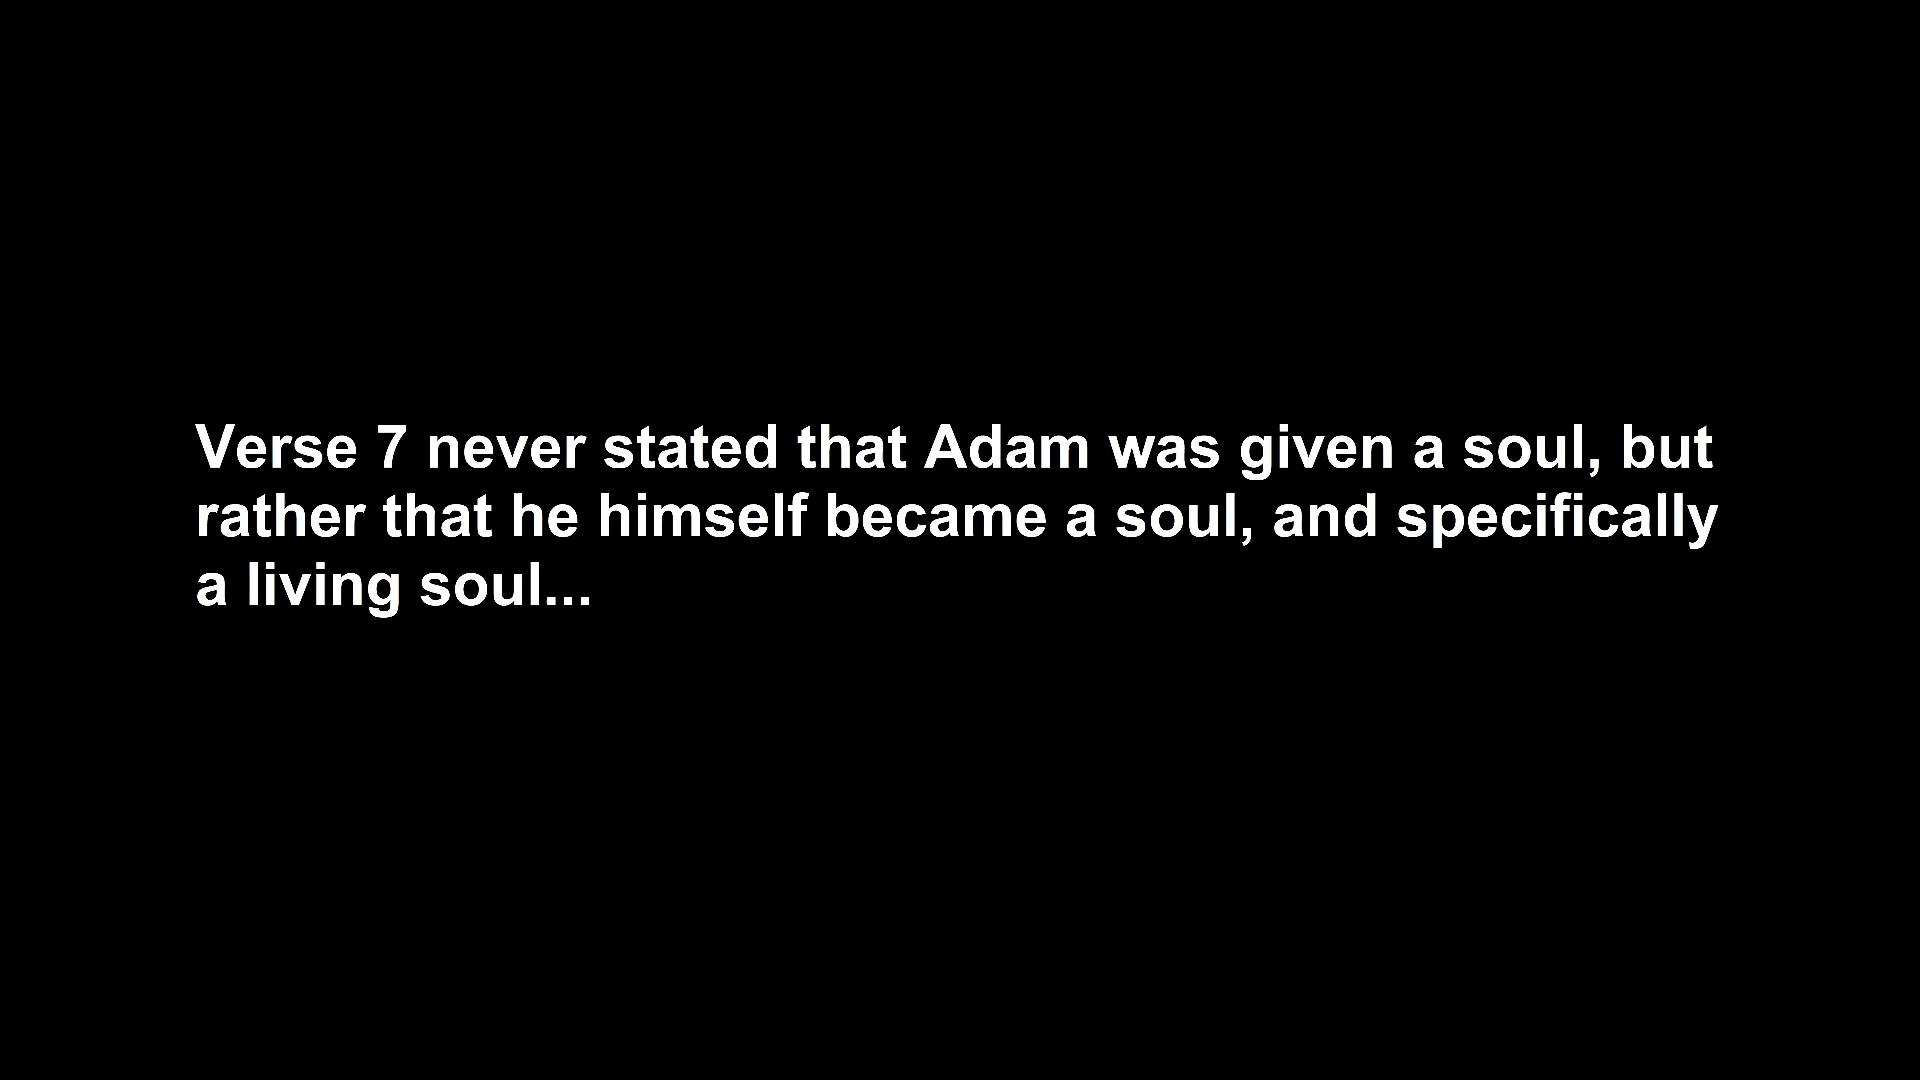 Verse 7 never stated that Adam was given a soul, but
rather that he himself became a soul, and specifically
a living soul...